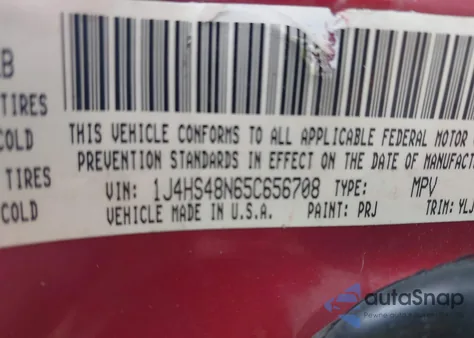 B
TIRES
COLD
TIRES
COLD
THIS VEHICLE CONFORMS TO ALL APPLICABLE FEDERAL MOTOR
PREVENTION STANDARDS IN EFFECT ON THE DATE OF MANUFACT
VIN: 1J4HS48N65C656708 TYPE: MPV
VEHICLE MADE IN U.S.A. PAINT: PRJ TRIM: YLJ
autoSnap